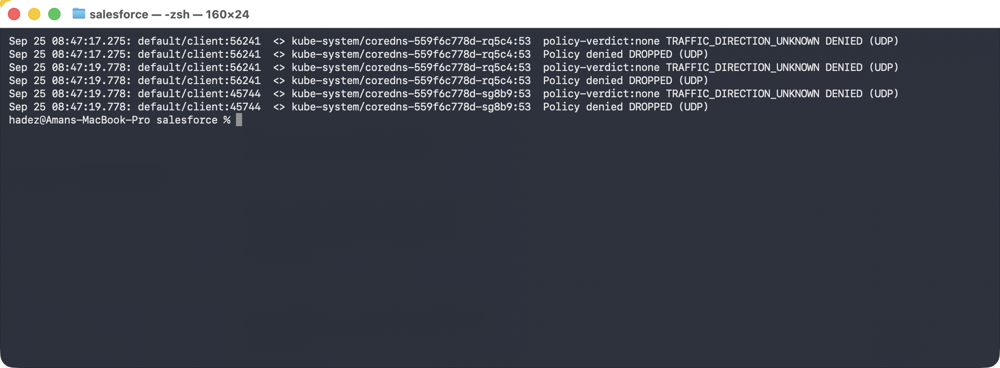 salesforce — -zsh — 160×24
Sep 25 08:47:17.275: default/client:56241  <> kube-system/coredns-559f6c778d-rq5c4:53  policy-verdict:none TRAFFIC_DIRECTION_UNKNOWN DENIED (UDP)
Sep 25 08:47:17.275: default/client:56241  <> kube-system/coredns-559f6c778d-rq5c4:53  Policy denied DROPPED (UDP)
Sep 25 08:47:19.778: default/client:56241  <> kube-system/coredns-559f6c778d-rq5c4:53  policy-verdict:none TRAFFIC_DIRECTION_UNKNOWN DENIED (UDP)
Sep 25 08:47:19.778: default/client:56241  <> kube-system/coredns-559f6c778d-rq5c4:53  Policy denied DROPPED (UDP)
Sep 25 08:47:19.778: default/client:45744  <> kube-system/coredns-559f6c778d-sg8b9:53  policy-verdict:none TRAFFIC_DIRECTION_UNKNOWN DENIED (UDP)
Sep 25 08:47:19.778: default/client:45744  <> kube-system/coredns-559f6c778d-sg8b9:53  Policy denied DROPPED (UDP)
hadez@Amans-MacBook-Pro salesforce %